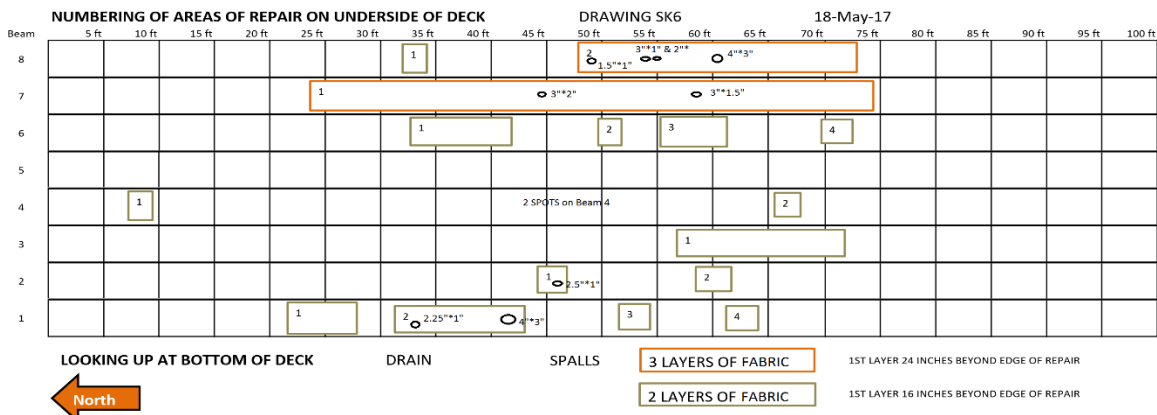 NUMBERING OF AREAS OF REPAIR ON UNDERSIDE OF DECK DRAWING SK6 18-May-17
Beam 5 ft 10 ft 15 ft 20 ft 25 ft 30 ft 35 ft 40 ft 45 ft 50 ft 55 ft 60 ft 65 ft 70 ft 75 ft 80 ft 85 ft 90 ft 95 ft 100 ft
8 1 2 1.5"*1" 3"*1" & 2"* 4"*3"
7 1 3"*2" 3"*1.5"
6 1 2 3 4
5
4 1 2 SPOTS on Beam 4 2
3 1
2 1 2.5"*1" 2
1 1 2 2.25"*1" 4"*3" 3 4
LOOKING UP AT BOTTOM OF DECK DRAIN SPALLS 3 LAYERS OF FABRIC 1ST LAYER 24 INCHES BEYOND EDGE OF REPAIR
North 2 LAYERS OF FABRIC 1ST LAYER 16 INCHES BEYOND EDGE OF REPAIR